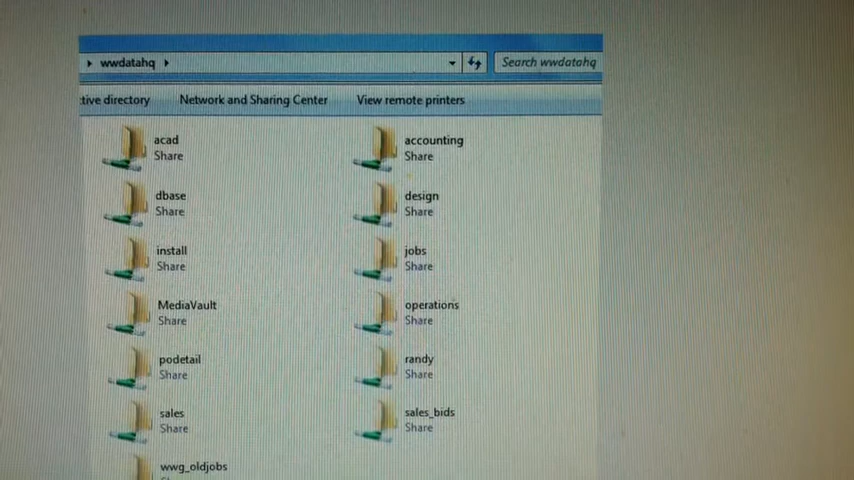 wwdatahq
Search wwdatahq
tive directory Network and Sharing Center View remote printers
acad
Share
accounting
Share
dbase
Share
design
Share
install
Share
jobs
Share
MediaVault
Share
operations
Share
podetail
Share
randy
Share
sales
Share
sales_bids
Share
wwg_oldjobs